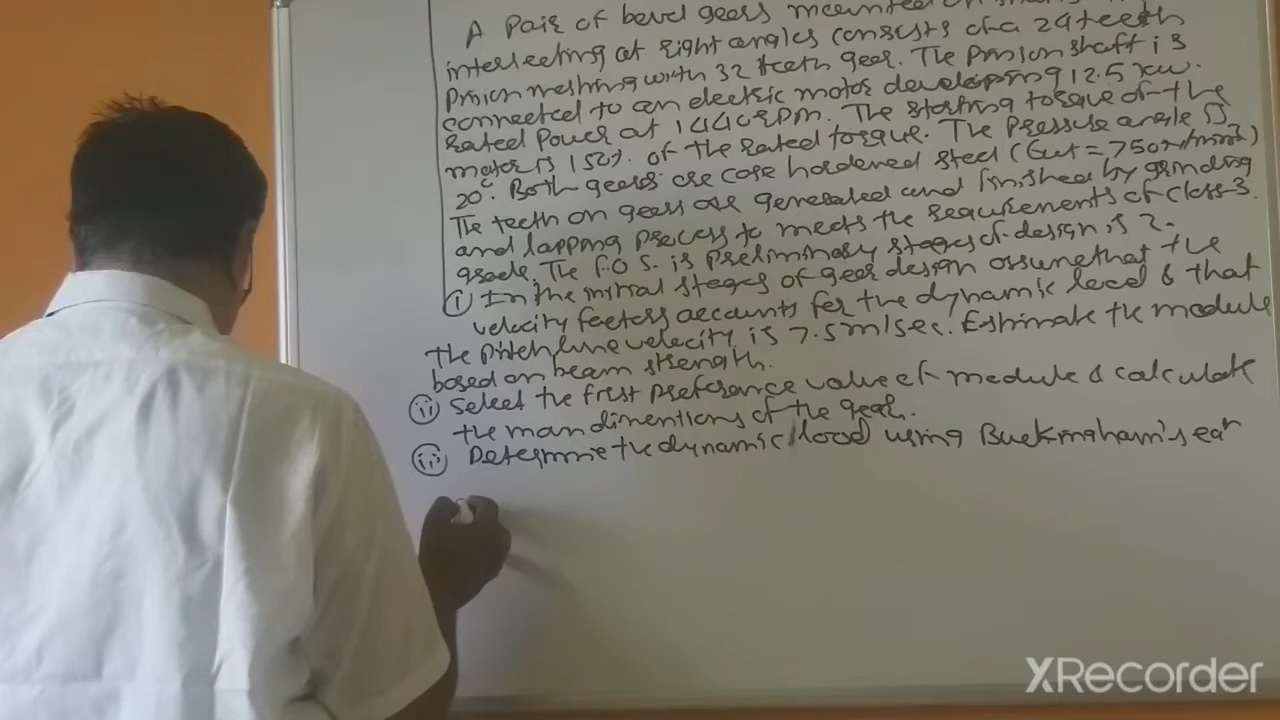 A Pair of bevel gears mounted on
intersecting at right angles consists of a 24 teeth
Pinion meshing with 32 teeth gear. The Pinion shaft is
connected to an electric motor developing 12.5 kw.
rated Power at 1440 rpm. The starting torque of the
motor is 150% of the rated torque. The Pressure angle is
20°. Both gears are case hardened steel (Sut = 750 N/mm²)
The teeth on gears are generated and finished by grinding
and lapping process to meets the requirements of class-3
grade. The F.O.S. is preliminary stages of design is 2.
(i) In the initial stages of gear design assume that the
velocity factors accounts for the dynamic load & that
the pitch line velocity is 7.5 m/sec. Estimate the module
based on beam strength.
(ii) Select the first preference value of module & calculate
the main dimentions of the gear.
(iii) Determine the dynamic load using Buckingham's eqn
XRecorder